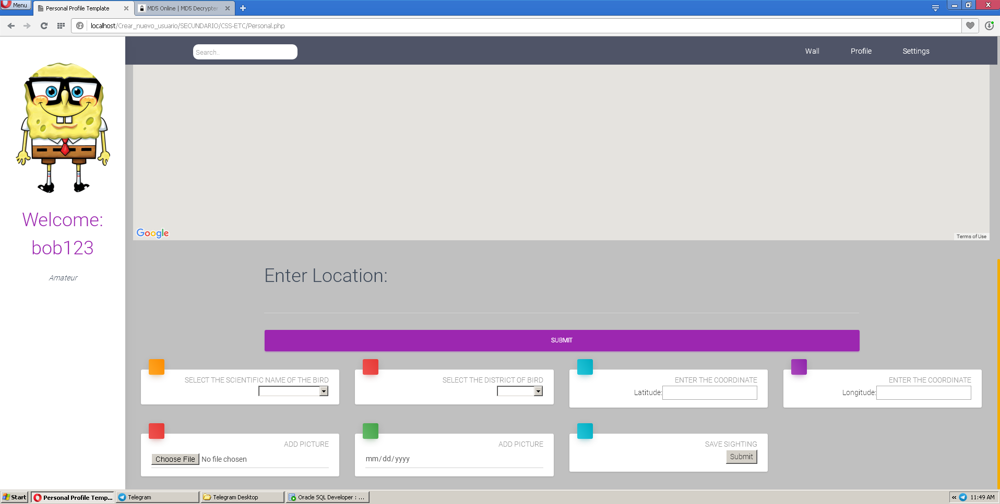 Menu
Personal Profile Template
MD5 Online | MD5 Decrypter
localhost/Crear_nuevo_usuario/SECUNDARIO/CSS-ETC/Personal.php
Search..
Wall
Profile
Settings
Welcome:
bob123
Amateur
Google
Terms of Use
Enter Location:
SUBMIT
SELECT THE SCIENTIFIC NAME OF THE BIRD
SELECT THE DISTRICT OF BIRD
ENTER THE COORDINATE
Latitude:
ENTER THE COORDINATE
Longitude:
ADD PICTURE
Choose File No file chosen
ADD PICTURE
mm/dd/yyyy
SAVE SIGHTING
Submit
Start
Personal Profile Temp...
Telegram
Telegram Desktop
Oracle SQL Developer : ...
11:49 AM